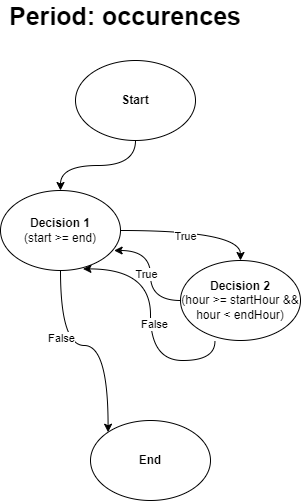 Period: occurences
Start
Decision 1
(start >= end)
True
True
Decision 2
(hour >= startHour &&
hour < endHour)
False
False
End